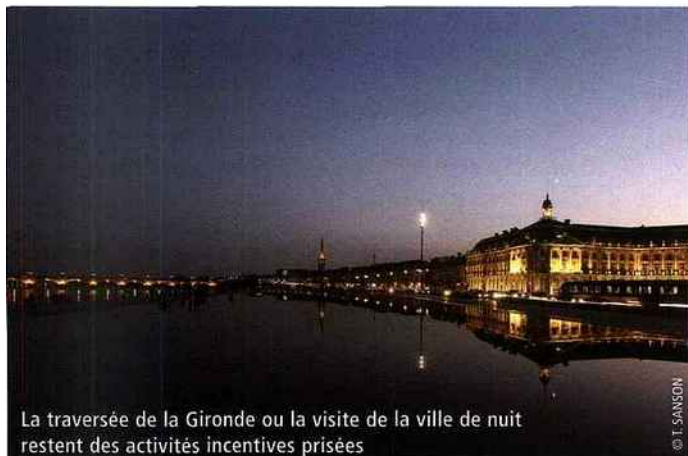 La traversée de la Gironde ou la visite de la ville de nuit
restent des activités incentives prisées
© T. SANSON